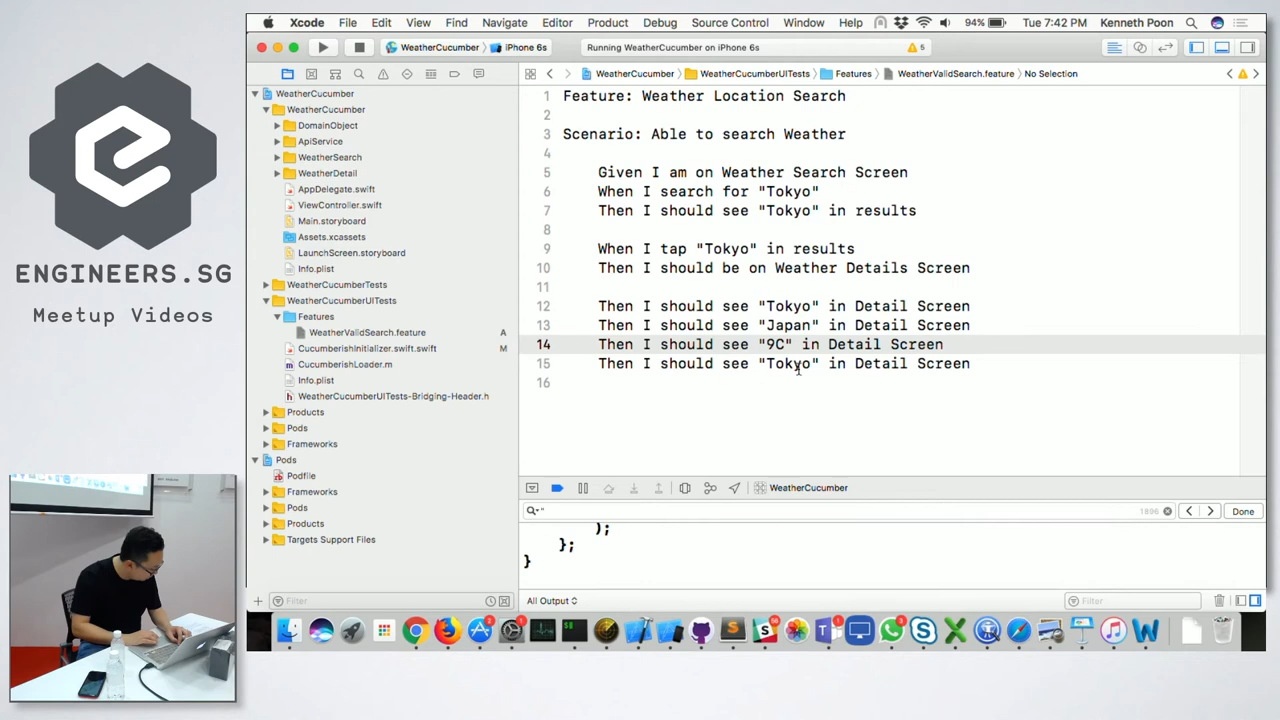 Xcode File Edit View Find Navigate Editor Product Debug Source Control Window Help 94% Tue 7:42 PM Kenneth Poon
WeatherCucumber iPhone 6s Running WeatherCucumber on iPhone 6s 5
WeatherCucumber WeatherCucumberUITests Features WeatherValidSearch.feature No Selection
WeatherCucumber
WeatherCucumber
DomainObject
ApiService
WeatherSearch
WeatherDetail
AppDelegate.swift
ViewController.swift
Main.storyboard
Assets.xcassets
LaunchScreen.storyboard
Info.plist
WeatherCucumberTests
WeatherCucumberUITests
Features
WeatherValidSearch.feature A
CucumberishInitializer.swift.swift M
CucumberishLoader.m
Info.plist
WeatherCucumberUITests-Bridging-Header.h
Products
Pods
Frameworks
Pods
Podfile
Frameworks
Pods
Products
Targets Support Files
Filter
1 Feature: Weather Location Search
2
3 Scenario: Able to search Weather
4
5 Given I am on Weather Search Screen
6 When I search for "Tokyo"
7 Then I should see "Tokyo" in results
8
9 When I tap "Tokyo" in results
10 Then I should be on Weather Details Screen
11
12 Then I should see "Tokyo" in Detail Screen
13 Then I should see "Japan" in Detail Screen
14 Then I should see "9C" in Detail Screen
15 Then I should see "Tokyo" in Detail Screen
16
WeatherCucumber
" 1896 Done
);
};
}
All Output Filter
ENGINEERS.SG
Meetup Videos